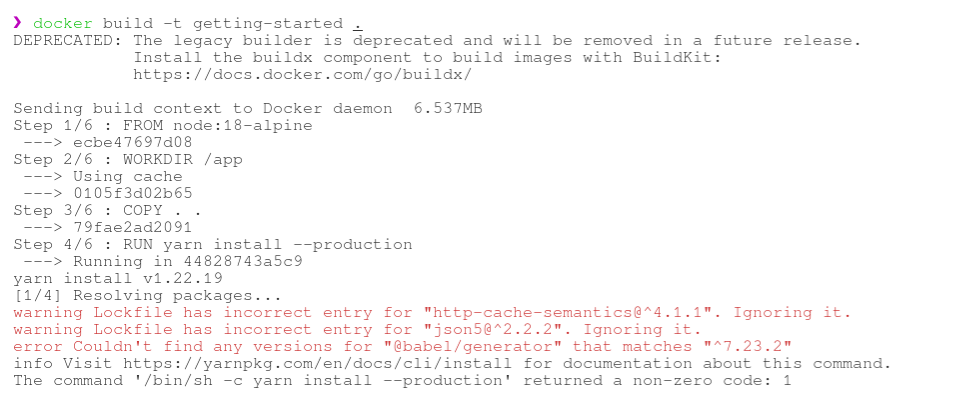 ❯ docker build -t getting-started .
DEPRECATED: The legacy builder is deprecated and will be removed in a future release.
            Install the buildx component to build images with BuildKit:
            https://docs.docker.com/go/buildx/

Sending build context to Docker daemon  6.537MB
Step 1/6 : FROM node:18-alpine
 ---> ecbe47697d08
Step 2/6 : WORKDIR /app
 ---> Using cache
 ---> 0105f3d02b65
Step 3/6 : COPY . .
 ---> 79fae2ad2091
Step 4/6 : RUN yarn install --production
 ---> Running in 44828743a5c9
yarn install v1.22.19
[1/4] Resolving packages...
warning Lockfile has incorrect entry for "http-cache-semantics@^4.1.1". Ignoring it.
warning Lockfile has incorrect entry for "json5@^2.2.2". Ignoring it.
error Couldn't find any versions for "@babel/generator" that matches "^7.23.2"
info Visit https://yarnpkg.com/en/docs/cli/install for documentation about this command.
The command '/bin/sh -c yarn install --production' returned a non-zero code: 1